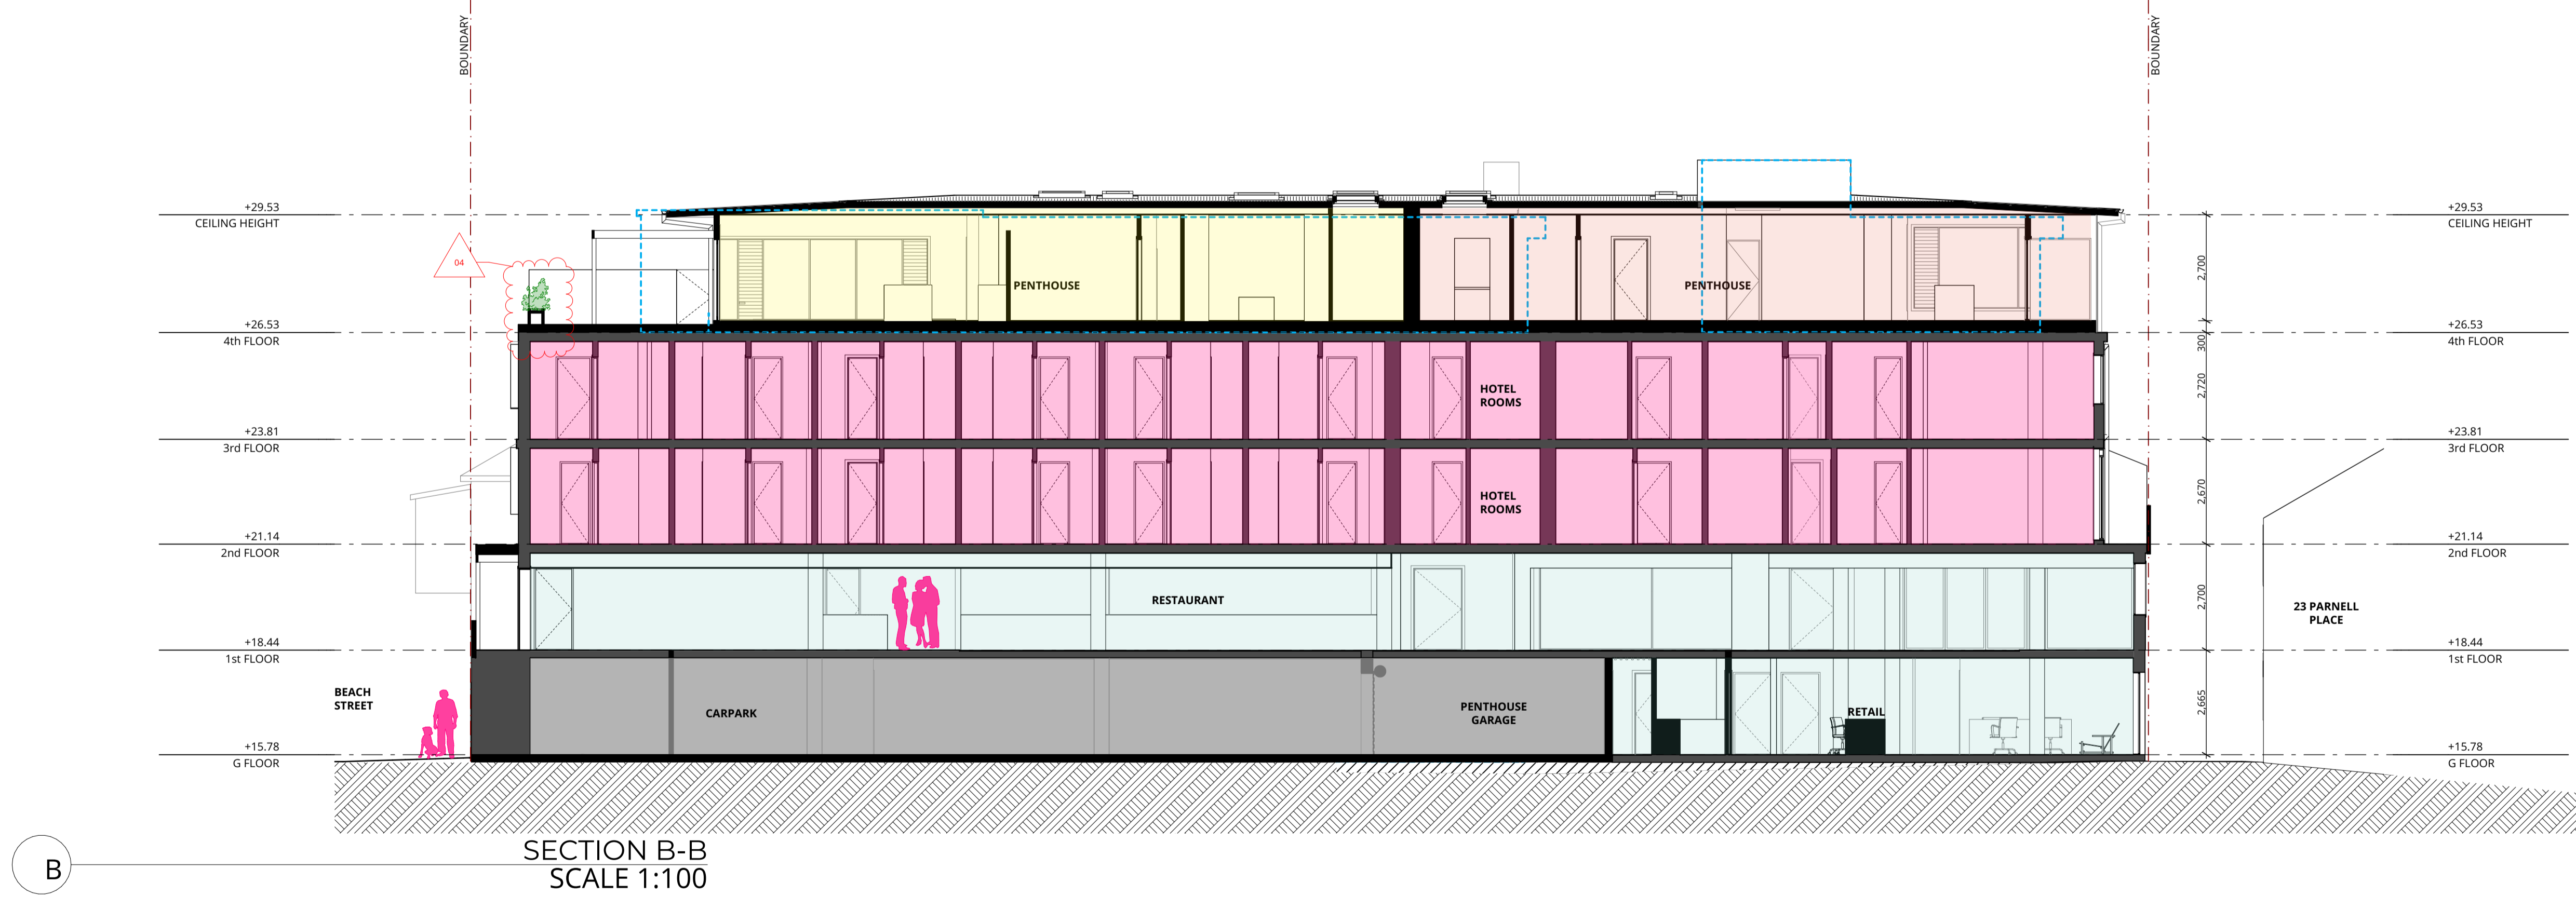 BOUNDARY
BOUNDARY
+29.53
CEILING HEIGHT
+29.53
CEILING HEIGHT
04
2,700
PENTHOUSE
PENTHOUSE
+26.53
4th FLOOR
+26.53
4th FLOOR
300
2,720
HOTEL
ROOMS
+23.81
3rd FLOOR
+23.81
3rd FLOOR
2,670
HOTEL
ROOMS
+21.14
2nd FLOOR
+21.14
2nd FLOOR
2,700
RESTAURANT
23 PARNELL
PLACE
+18.44
1st FLOOR
+18.44
1st FLOOR
BEACH
STREET
2,665
CARPARK
PENTHOUSE
GARAGE
RETAIL
+15.78
G FLOOR
+15.78
G FLOOR
B
SECTION B-B
SCALE 1:100